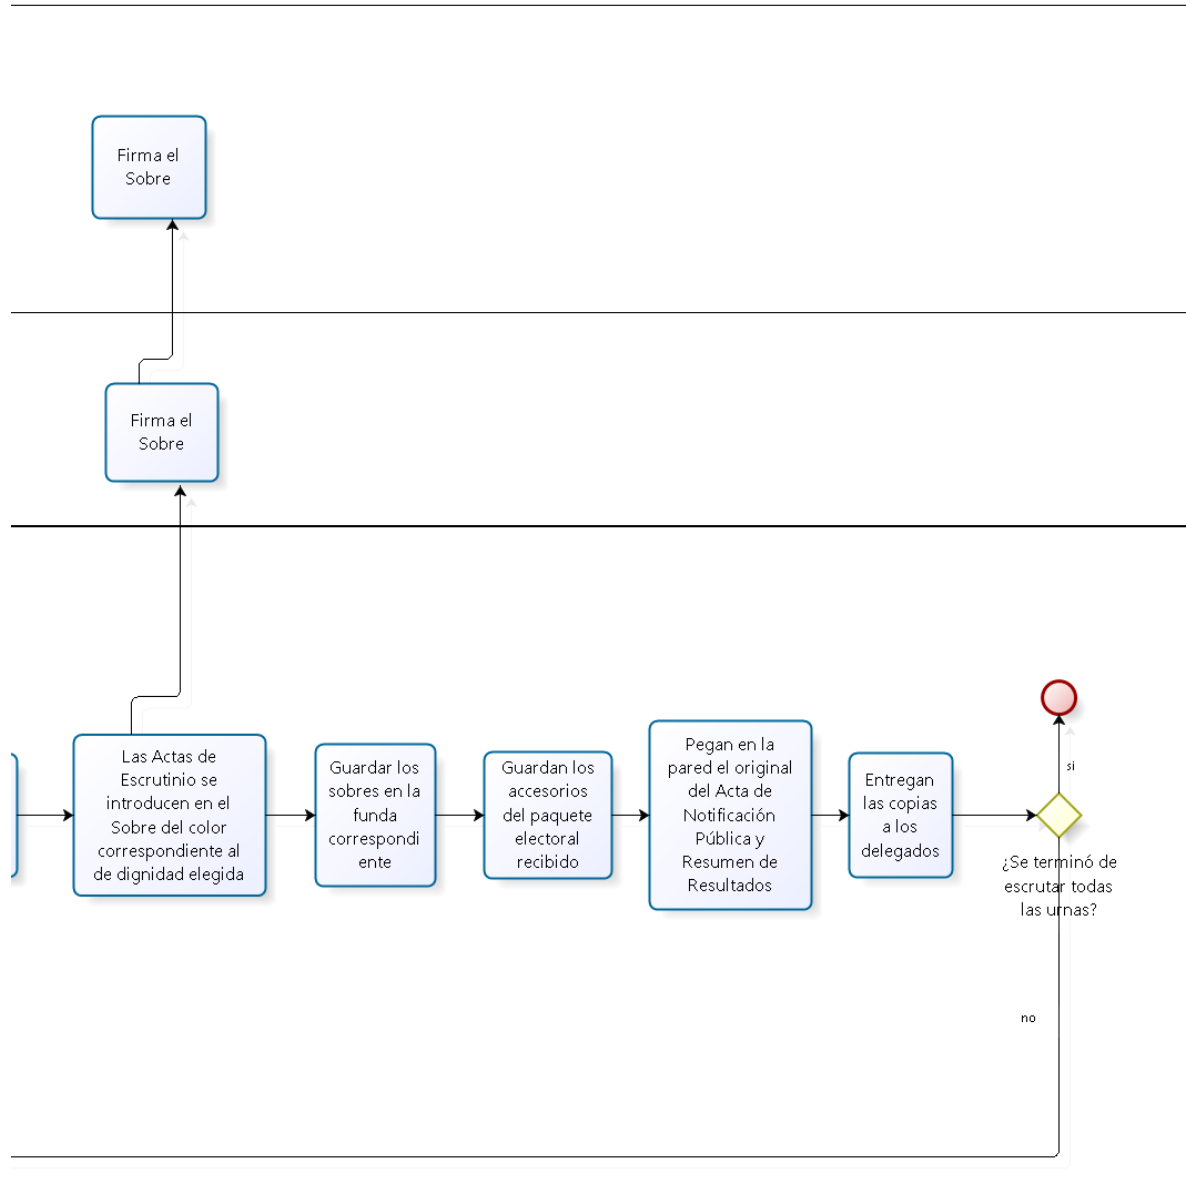 Firma el
Sobre
Firma el
Sobre
Las Actas de
Escrutinio se
introducen en el
Sobre del color
correspondiente al
de dignidad elegida
Guardar los
sobres en la
funda
correspondi
ente
Guardan los
accesorios
del paquete
electoral
recibido
Pegan en la
pared el original
del Acta de
Notificación
Pública y
Resumen de
Resultados
Entregan
las copias
a los
delegados
si
¿Se terminó de
escrutar todas
las urnas?
no